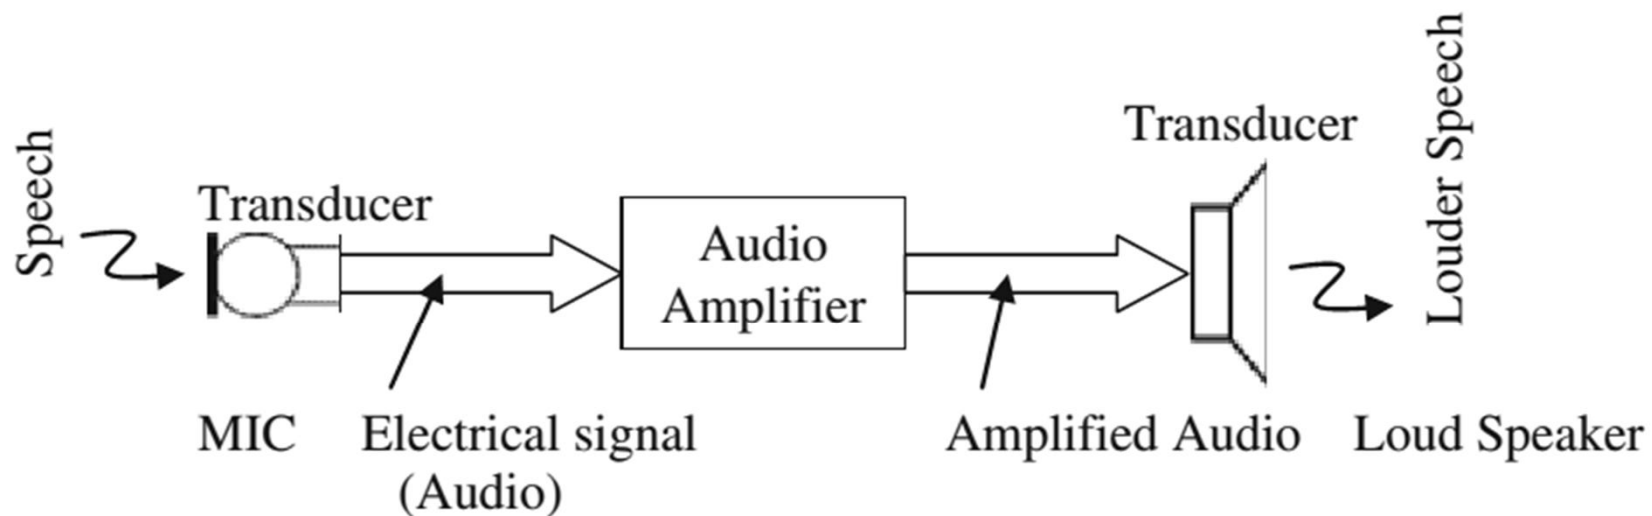 Speech
Transducer
MIC
Electrical signal
(Audio)
Audio
Amplifier
Amplified Audio
Transducer
Loud Speaker
Louder Speech